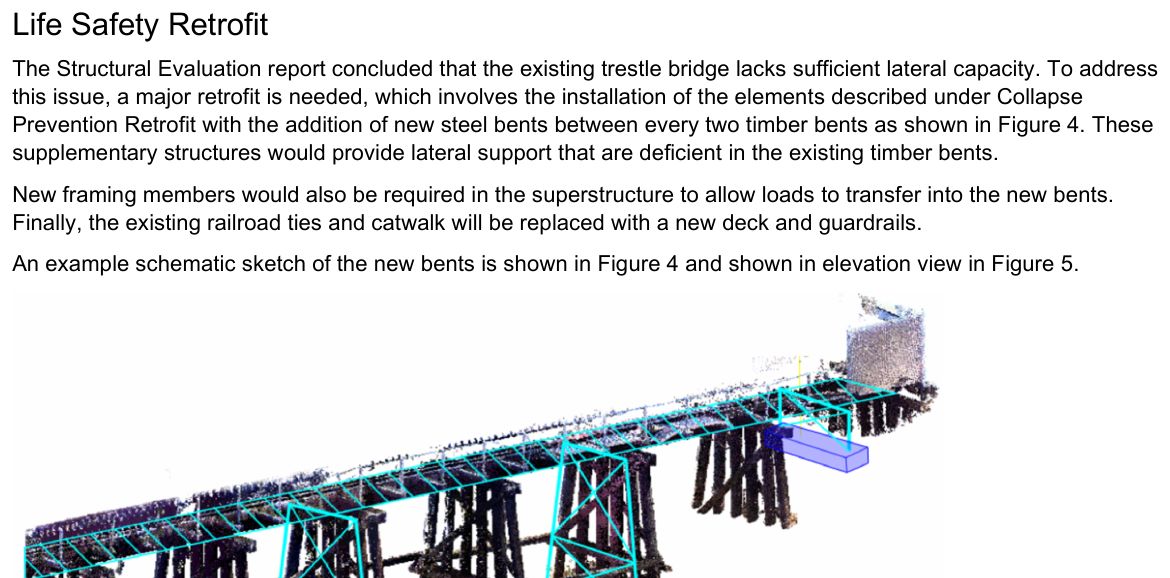 Life Safety Retrofit
The Structural Evaluation report concluded that the existing trestle bridge lacks sufficient lateral capacity. To address
this issue, a major retrofit is needed, which involves the installation of the elements described under Collapse
Prevention Retrofit with the addition of new steel bents between every two timber bents as shown in Figure 4. These
supplementary structures would provide lateral support that are deficient in the existing timber bents.
New framing members would also be required in the superstructure to allow loads to transfer into the new bents.
Finally, the existing railroad ties and catwalk will be replaced with a new deck and guardrails.
An example schematic sketch of the new bents is shown in Figure 4 and shown in elevation view in Figure 5.